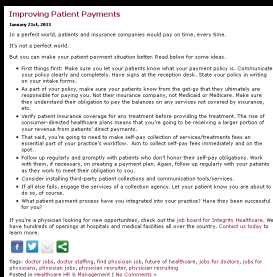 Improving Patient Payments
January 21st, 2013
In a perfect world, patients and insurance companies would pay on time, every time.
It's not a perfect world.
But you can make your patient payment situation better. Read below for some ideas.
• First things first: Make sure you let your patients know what your payment policy is. Communicate
your policy clearly and completely. Have signs at the reception desk. State your policy in writing
on your intake forms.
• As part of your policy, make sure your patients know from the get-go that they ultimately are
responsible for paying you. Not their insurance company, not Medicaid or Medicare. Make sure
they understand their obligation to pay the balances on any services not covered by insurance,
etc.
• Verify patient insurance coverage for any treatment before providing the treatment. The rise of
consumer-directed healthcare plans means that you're going to be receiving a larger portion of
your revenue from patients' direct payments.
• That said, you're going to need to make self-pay collection of services/treatments fees an
essential part of your practice's workflow. Aim to collect self-pay fees immediately and on the
spot.
• Follow up regularly and promptly with patients who don't honor their self-pay obligations. Work
with them, if necessary, on creating a payment plan. Again, follow up regularly with your patients
as they work to meet their obligation to you.
• Consider installing third-party patient collections and communication tools/services.
• If all else fails, engage the services of a collection agency. Let your patient know you are about to
do so, of course.
• What patient payment process have you integrated into your practice? Have they been successful
for you?
If you're a physician looking for new opportunities, check out the job board for Integrity Healthcare. We
have hundreds of openings at hospitals and medical facilities all over the country. Contact us today to
learn more.
Tags: doctor jobs, doctor staffing, find physician job, future of healthcare, jobs for doctors, jobs for
physicians, physician jobs, physician recruiter, physician recruiting
Posted in Healthcare HR & Management | No Comments »